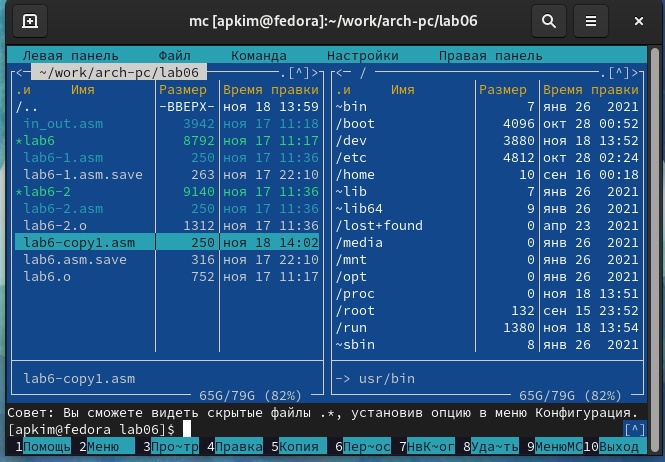 mc [apkim@fedora]:~/work/arch-pc/lab06
Левая панель Файл Команда Настройки Правая панель
<- ~/work/arch-pc/lab06 .[^]>
.и Имя Размер Время правки
/.. -ВВЕРХ- ноя 18 13:59
in_out.asm 3942 ноя 17 11:18
*lab6 8792 ноя 17 11:17
lab6-1.asm 250 ноя 17 11:36
lab6-1.asm.save 263 ноя 17 22:10
*lab6-2 9140 ноя 17 11:36
lab6-2.asm 250 ноя 17 11:36
lab6-2.o 1312 ноя 17 11:36
lab6-copy1.asm 250 ноя 18 14:02
lab6.asm.save 316 ноя 17 22:10
lab6.o 752 ноя 17 11:17
lab6-copy1.asm
65G/79G (82%)
<- / .[^]>
.и Имя Размер Время правки
~bin 7 янв 26 2021
/boot 4096 окт 28 00:52
/dev 3880 ноя 18 13:52
/etc 4812 окт 28 02:24
/home 10 сен 16 00:18
~lib 7 янв 26 2021
~lib64 9 янв 26 2021
/lost+found 0 апр 23 2021
/media 0 янв 26 2021
/mnt 0 янв 26 2021
/opt 0 янв 26 2021
/proc 0 ноя 18 13:51
/root 132 сен 15 23:52
/run 1380 ноя 18 13:54
~sbin 8 янв 26 2021
-> usr/bin
65G/79G (82%)
Совет: Вы сможете видеть скрытые файлы .*, установив опцию в меню Конфигурация.
[apkim@fedora lab06]$ [^]
1Помощь 2Меню 3Про~тр 4Правка 5Копия 6Пер~ос 7НвК~ог 8Уда~ть 9МенюMC 10Выход